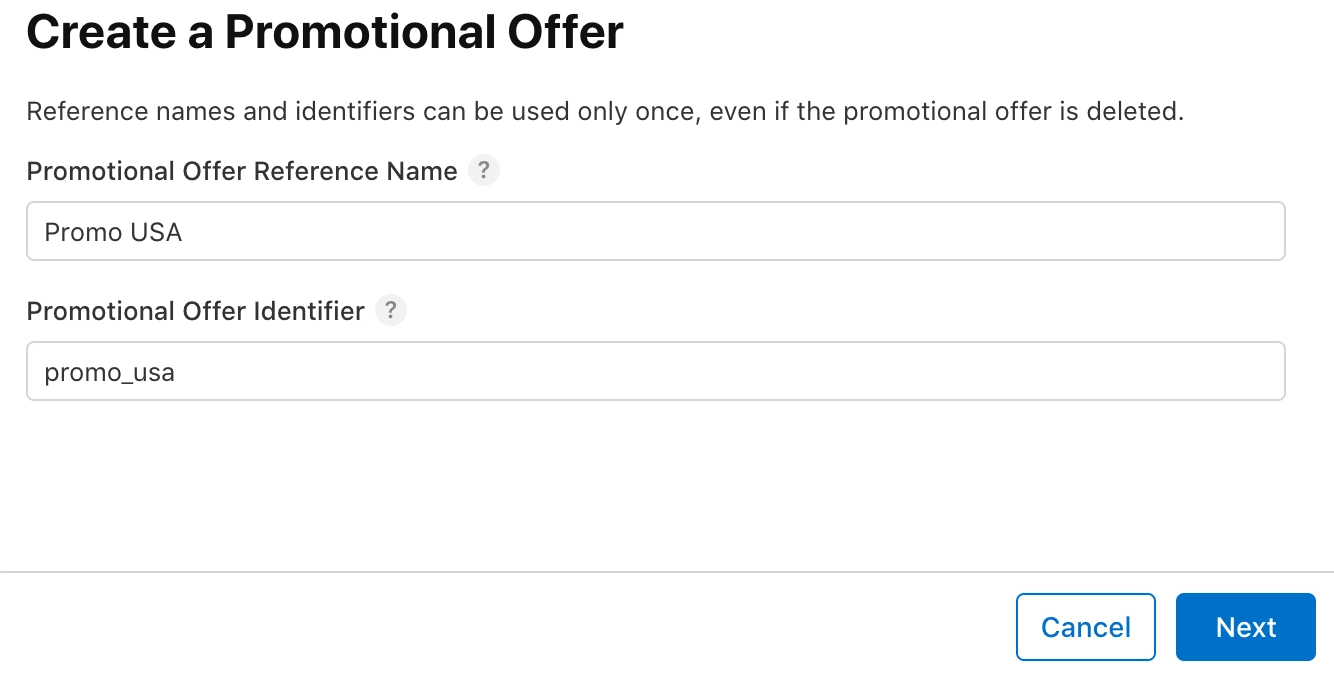 Create a Promotional Offer
Reference names and identifiers can be used only once, even if the promotional offer is deleted.
Promotional Offer Reference Name ?
Promo USA
Promotional Offer Identifier ?
promo_usa
Cancel Next